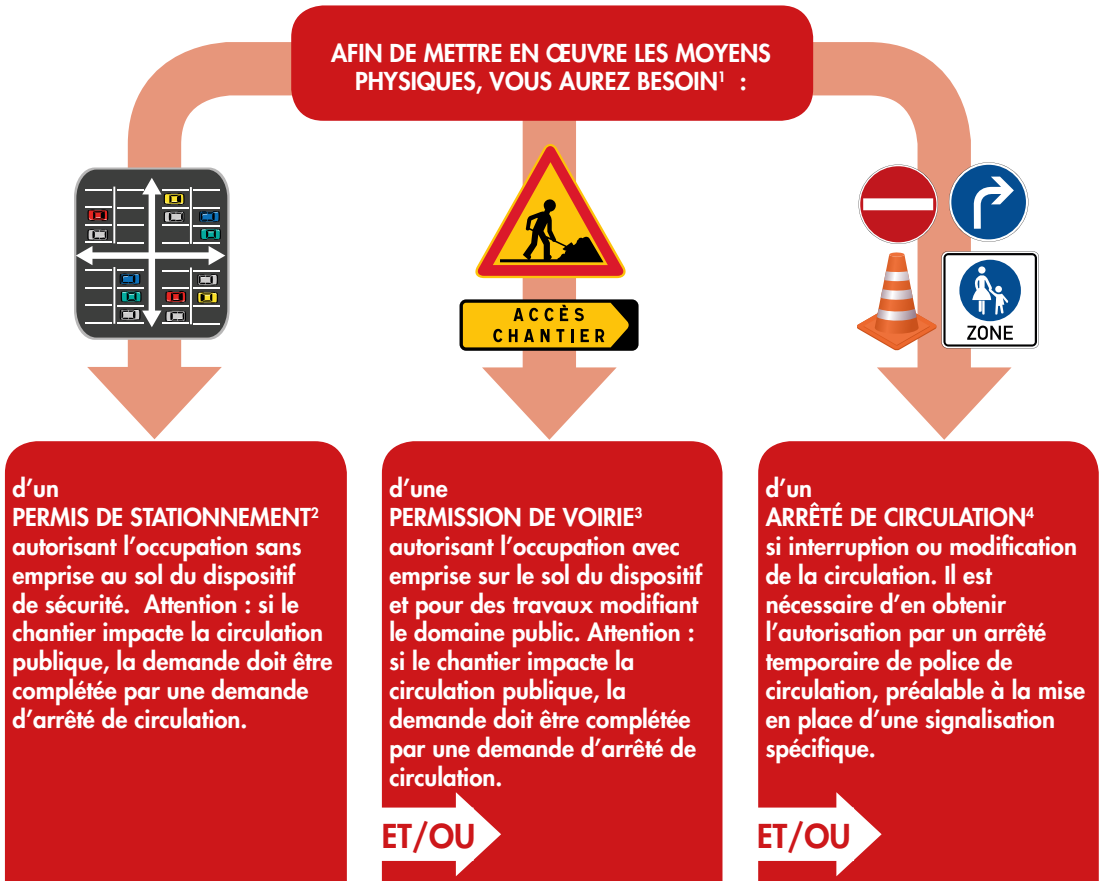 AFIN DE METTRE EN ŒUVRE LES MOYENS
PHYSIQUES, VOUS AUREZ BESOIN¹ :
ACCÈS
CHANTIER
ZONE
d'un
PERMIS DE STATIONNEMENT²
autorisant l'occupation sans
emprise au sol du dispositif
de sécurité. Attention : si le
chantier impacte la circulation
publique, la demande doit être
complétée par une demande
d'arrêté de circulation.
d'une
PERMISSION DE VOIRIE³
autorisant l'occupation avec
emprise sur le sol du dispositif
et pour des travaux modifiant
le domaine public. Attention :
si le chantier impacte la
circulation publique, la
demande doit être complétée
par une demande d'arrêté de
circulation.
ET/OU
d'un
ARRÊTÉ DE CIRCULATION⁴
si interruption ou modification
de la circulation. Il est
nécessaire d'en obtenir
l'autorisation par un arrêté
temporaire de police de
circulation, préalable à la mise
en place d'une signalisation
spécifique.
ET/OU